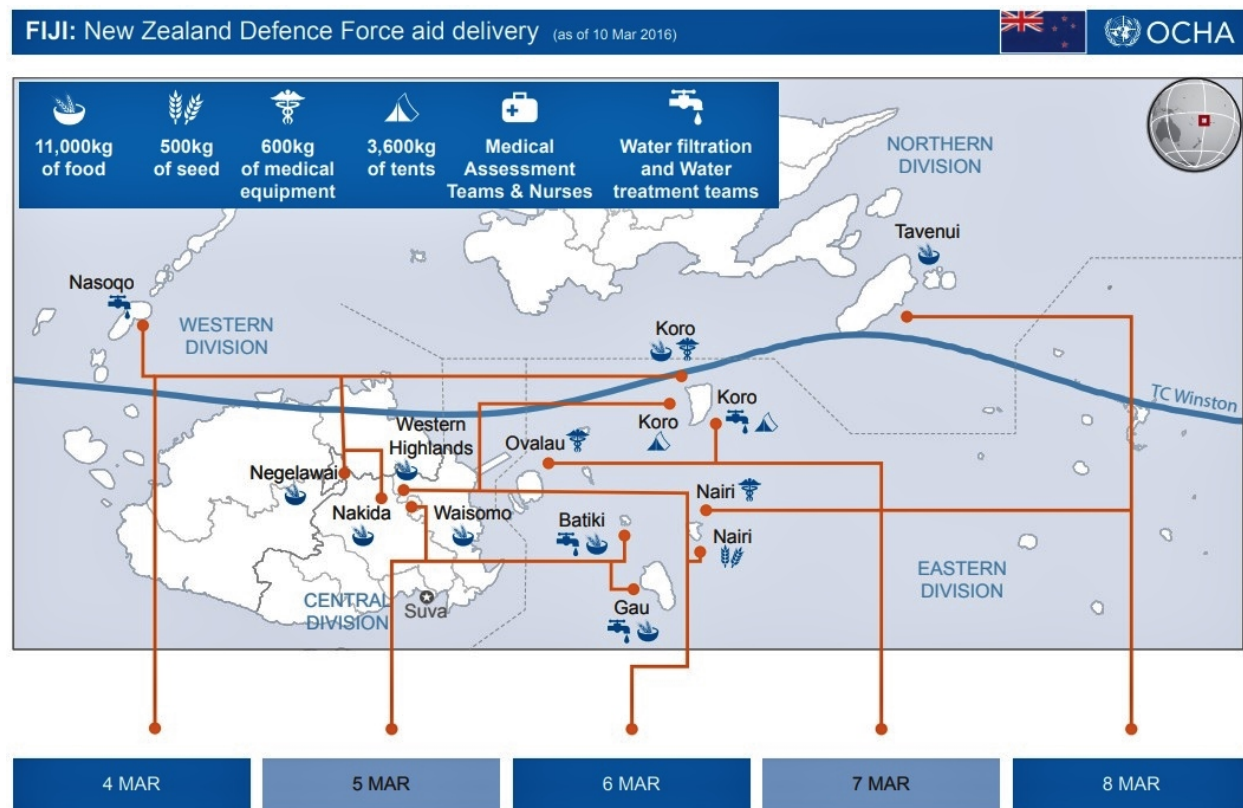 FIJI: New Zealand Defence Force aid delivery (as of 10 Mar 2016)
OCHA
11,000kg
of food
500kg
of seed
600kg
of medical
equipment
3,600kg
of tents
Medical
Assessment
Teams & Nurses
Water filtration
and Water
treatment teams
NORTHERN
DIVISION
Tavenui
Nasoqo
WESTERN
DIVISION
Koro
TC Winston
Koro
Koro
Western
Highlands
Ovalau
Negelawai
Nairi
Nakida
Waisomo
Batiki
Nairi
EASTERN
DIVISION
CENTRAL
DIVISION
Suva
Gau
4 MAR
5 MAR
6 MAR
7 MAR
8 MAR